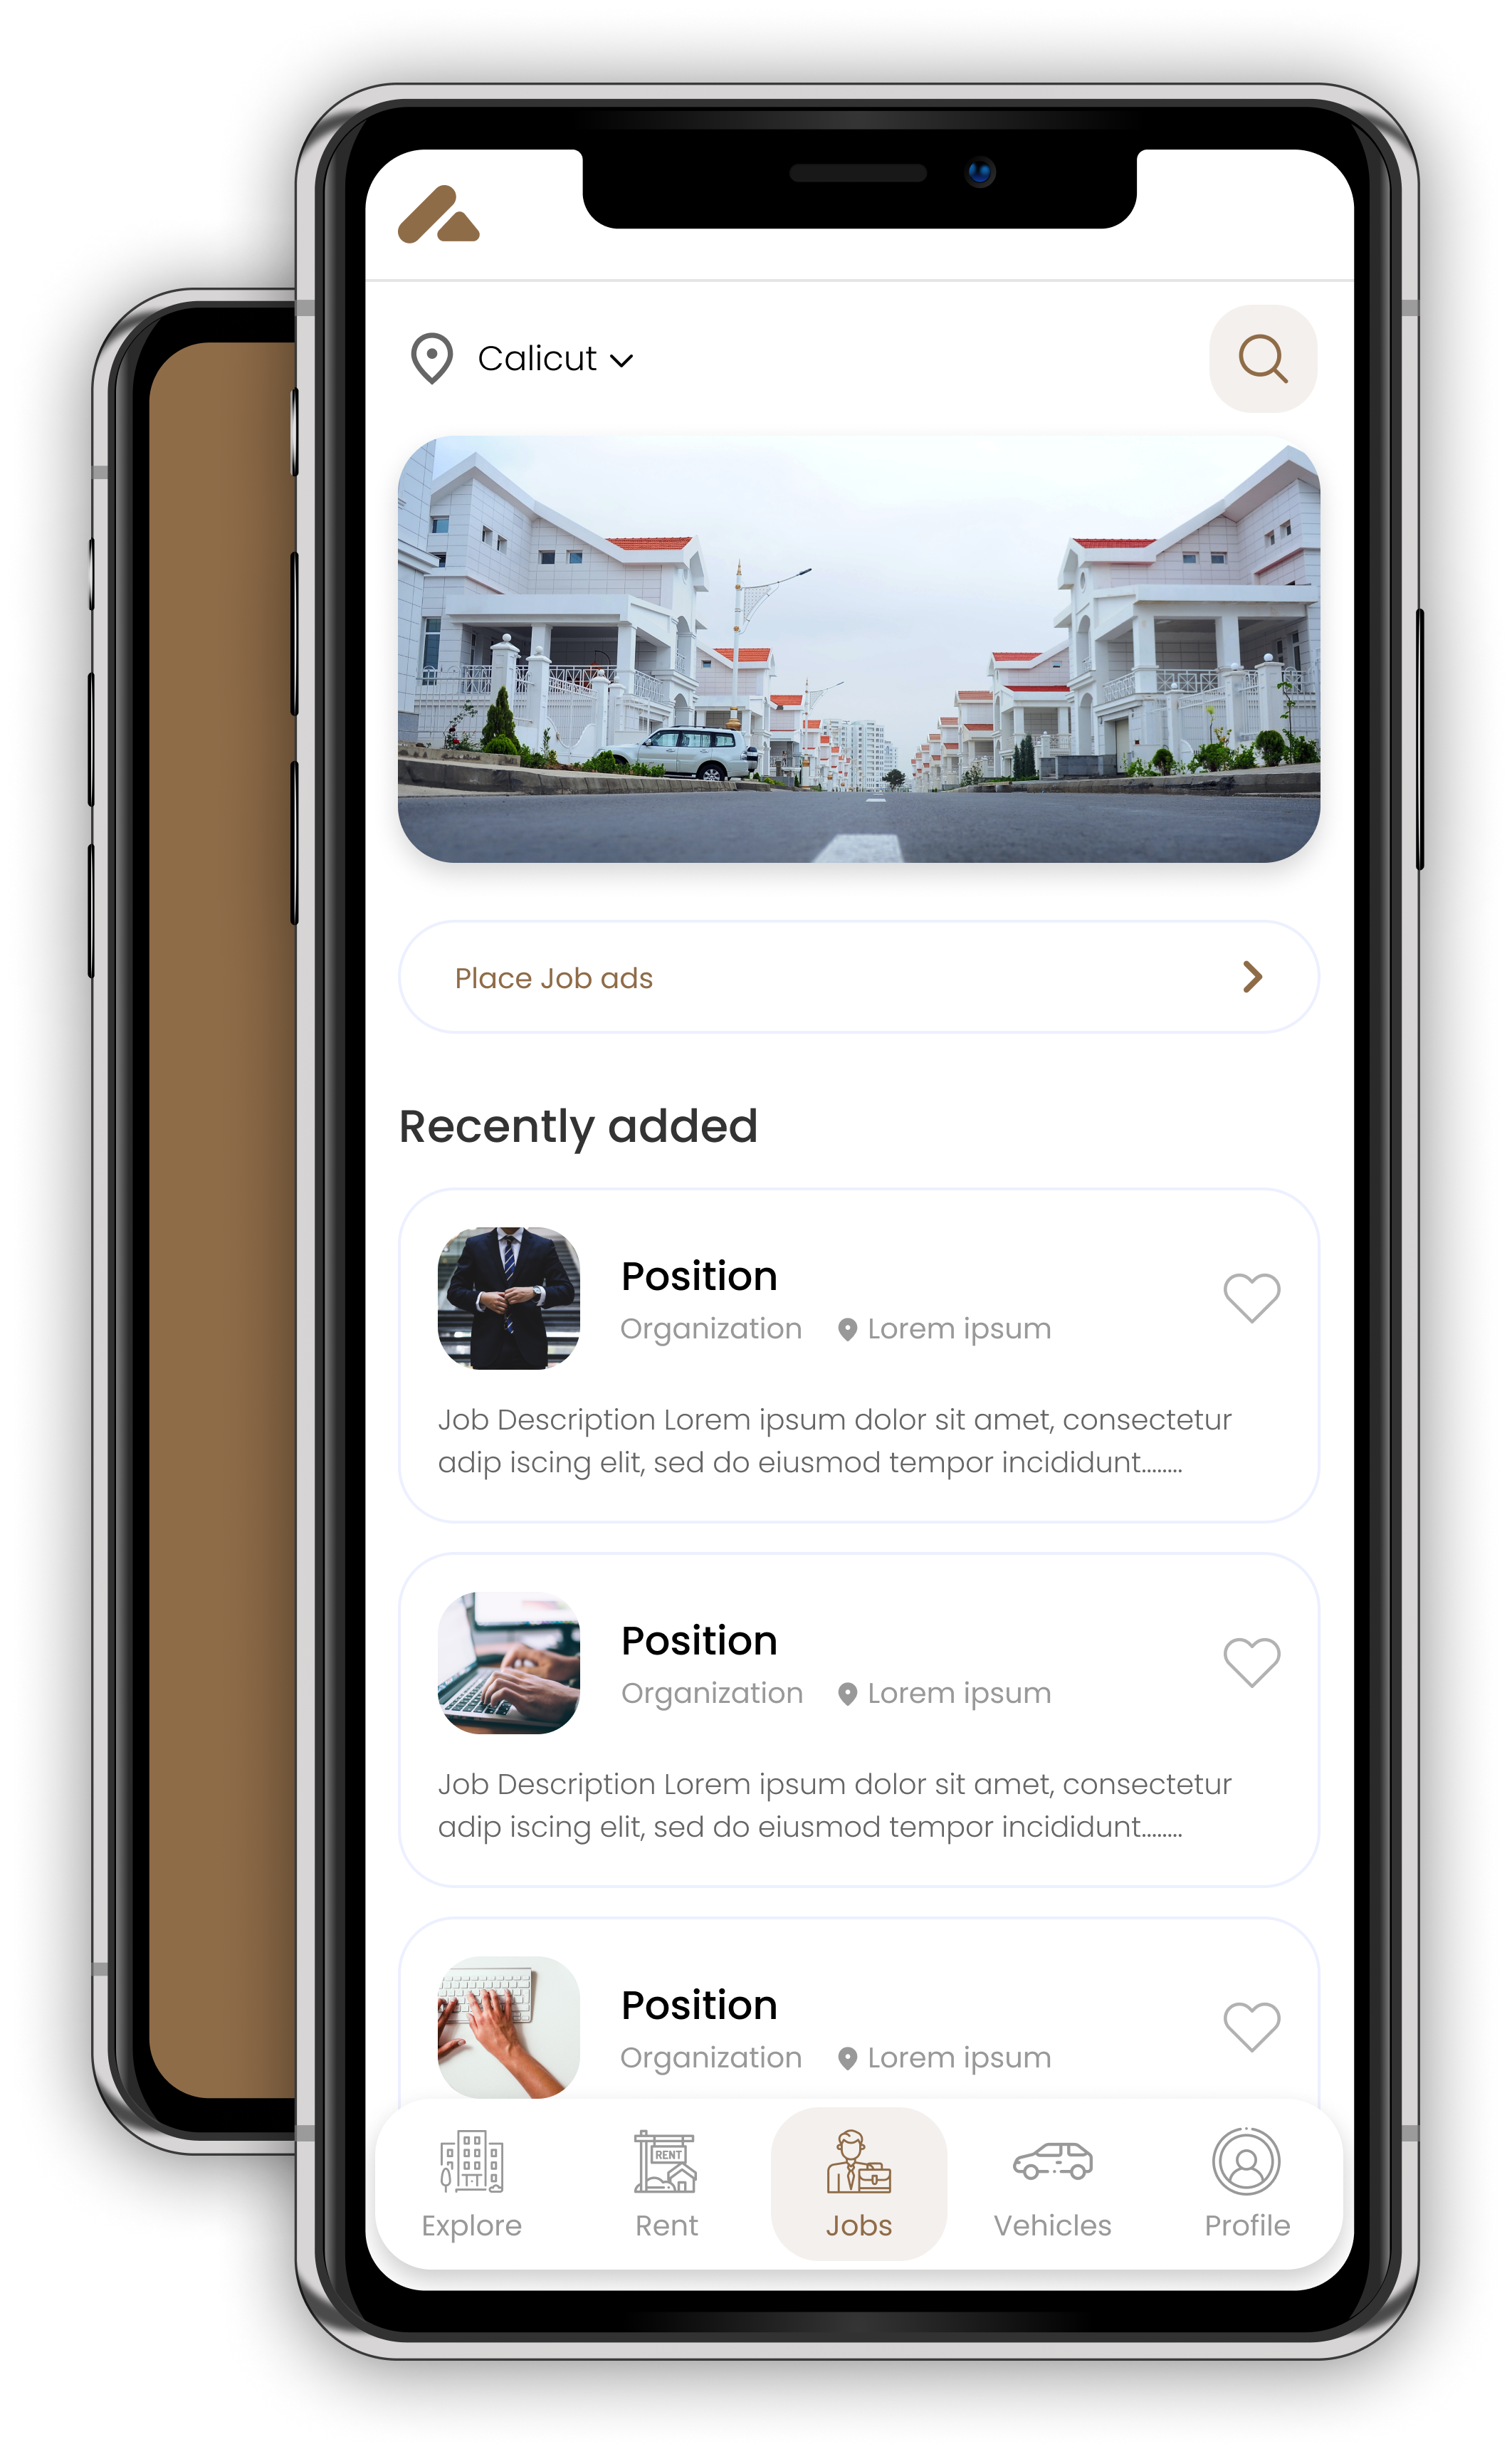 Calicut
Place Job ads
Recently added
Position
Organization Lorem ipsum
Job Description Lorem ipsum dolor sit amet, consectetur
adip iscing elit, sed do eiusmod tempor incididunt........
Position
Organization Lorem ipsum
Job Description Lorem ipsum dolor sit amet, consectetur
adip iscing elit, sed do eiusmod tempor incididunt........
Position
Organization Lorem ipsum
RENT
Explore Rent Jobs Vehicles Profile